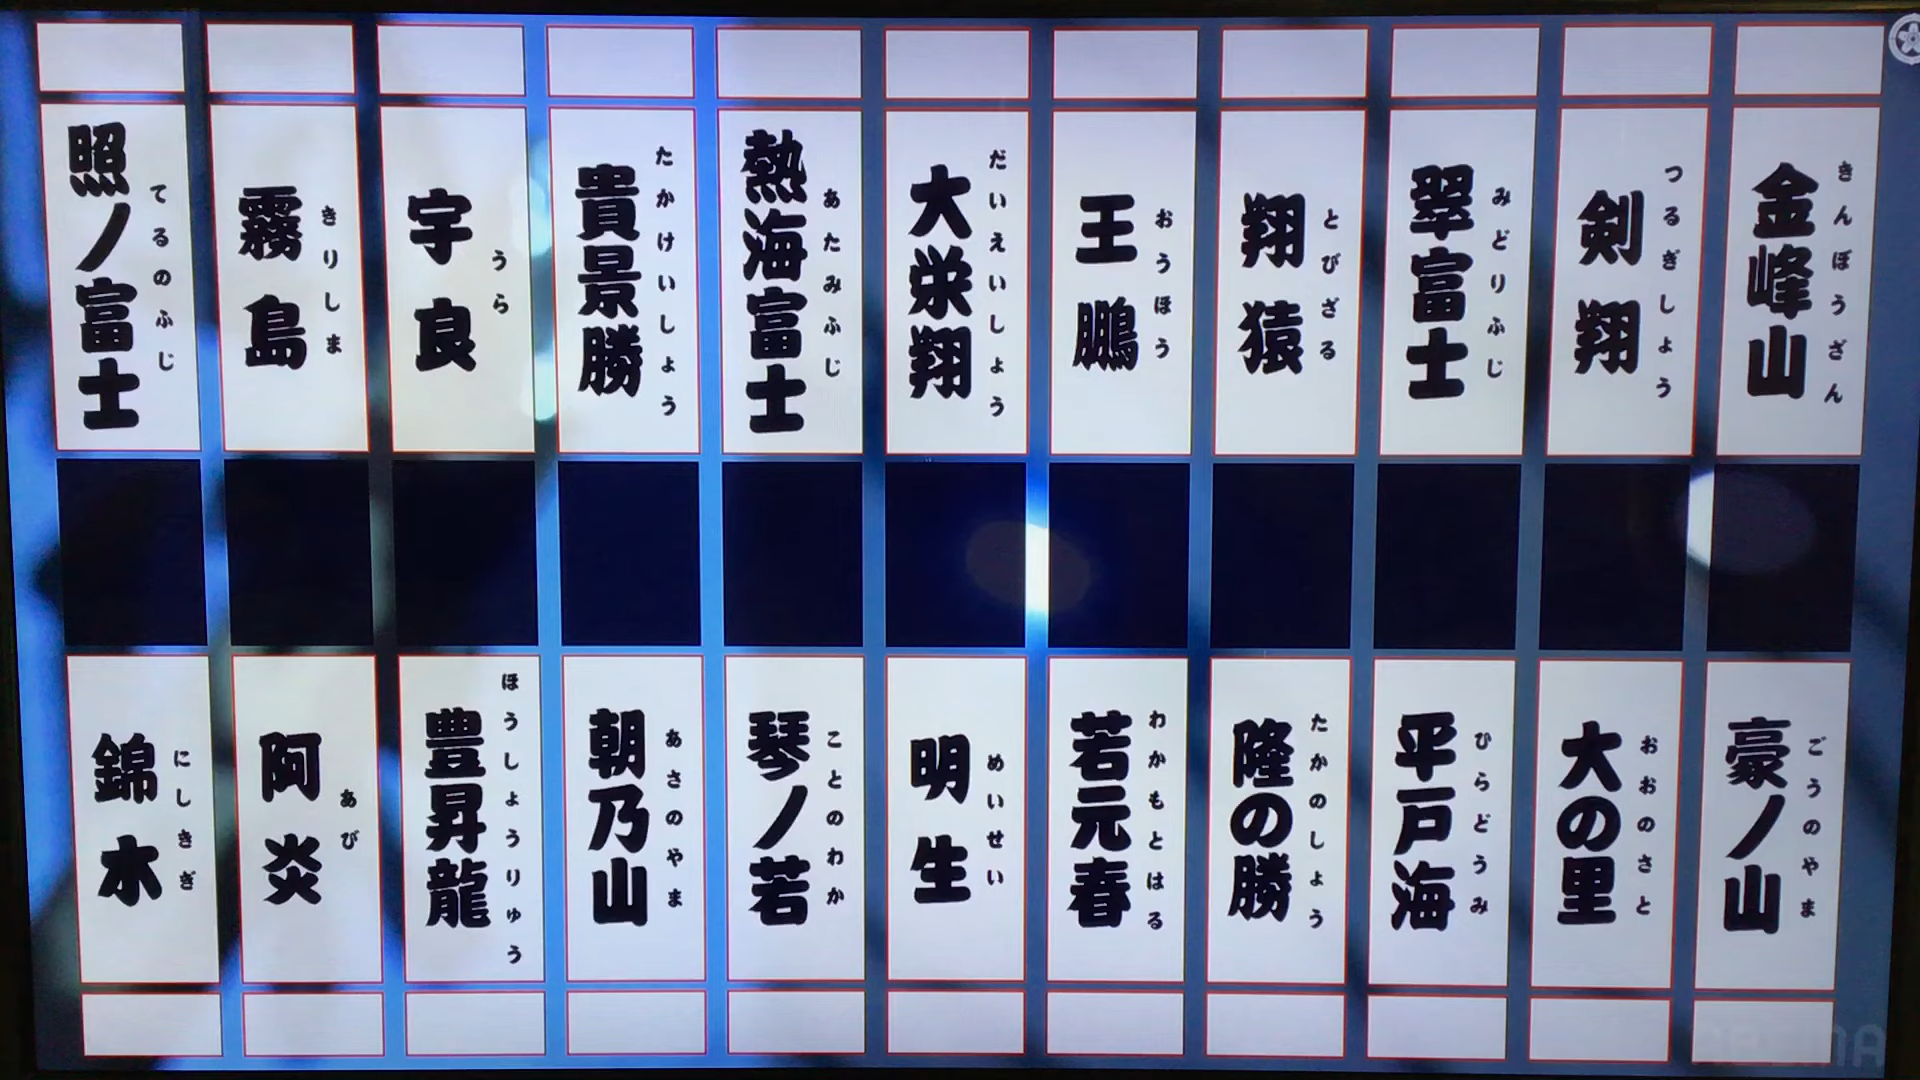 金峰山
きんぼうざん
剣翔
つるぎしょう
翠富士
みどりふじ
翔猿
とびざる
王鵬
おうほう
大栄翔
だいえいしょう
熱海富士
あたみふじ
貴景勝
たかけいしょう
宇良
うら
霧島
きりしま
照ノ富士
てるのふじ
豪ノ山
ごうのやま
大の里
おおのさと
平戸海
ひらどうみ
隆の勝
たかのしょう
若元春
わかもとはる
明生
めいせい
琴ノ若
ことのわか
朝乃山
あさのやま
豊昇龍
ほうしょうりゅう
阿炎
あび
錦木
にしきぎ
ABEMA